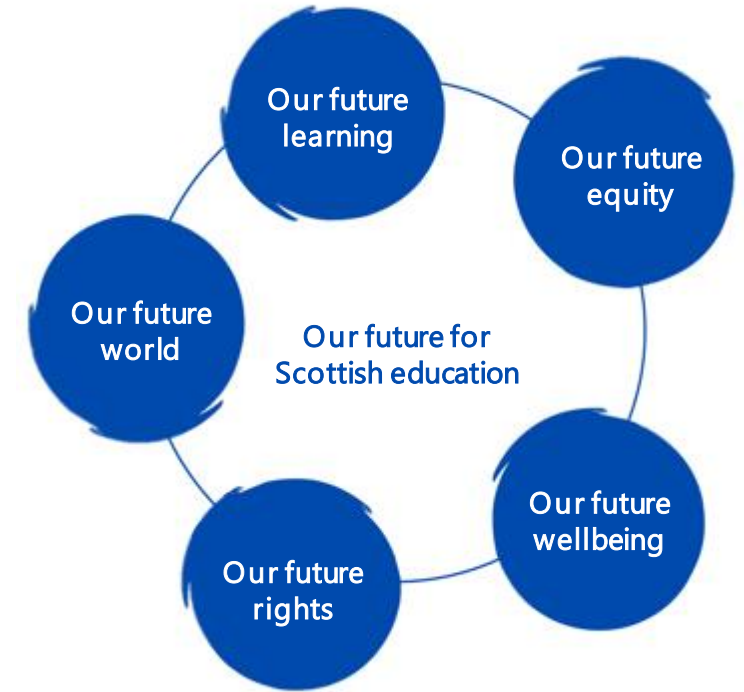 Our future
learning
Our future
equity
Our future
world
Our future for
Scottish education
Our future
wellbeing
Our future
rights